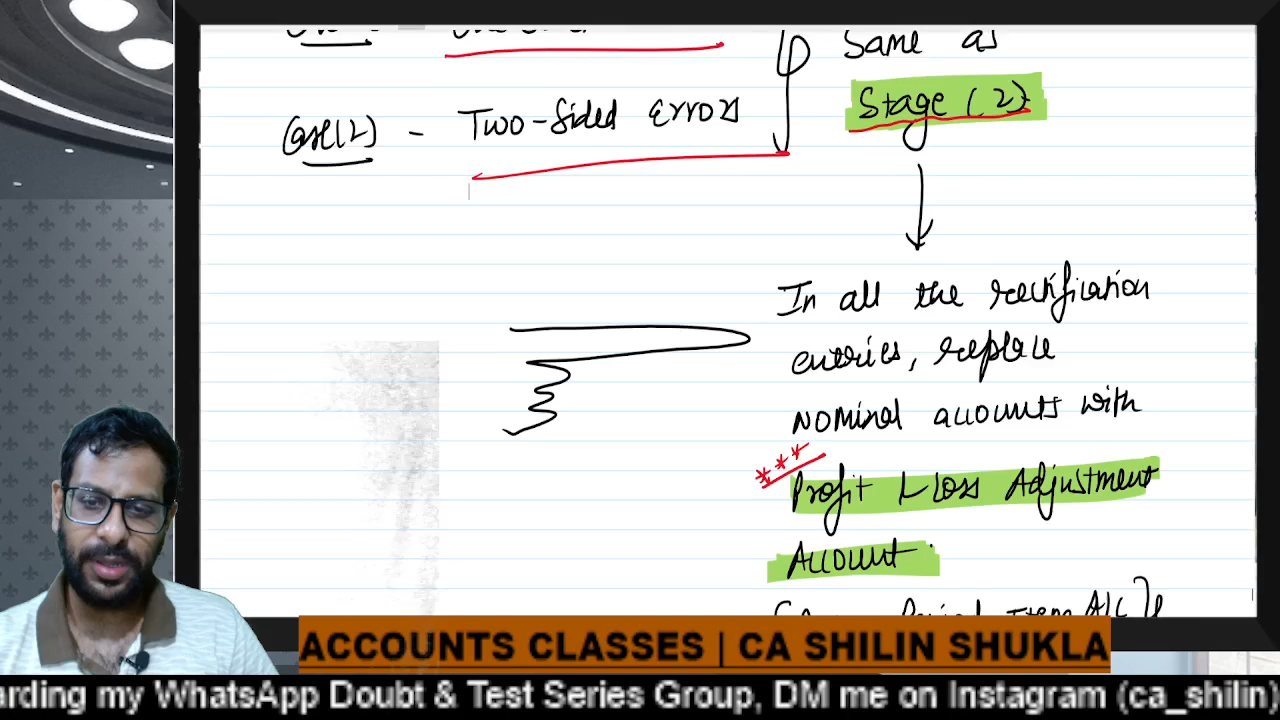 Same as
Stage (2)
Case(2) - Two-Sided Errors
In all the rectification
entries, replace
nominal accounts with
***
Profit & Loss Adjustment
Account.
Period Item A/c
ACCOUNTS CLASSES | CA SHILIN SHUKLA
arding my WhatsApp Doubt & Test Series Group, DM me on Instagram (ca_shilin)